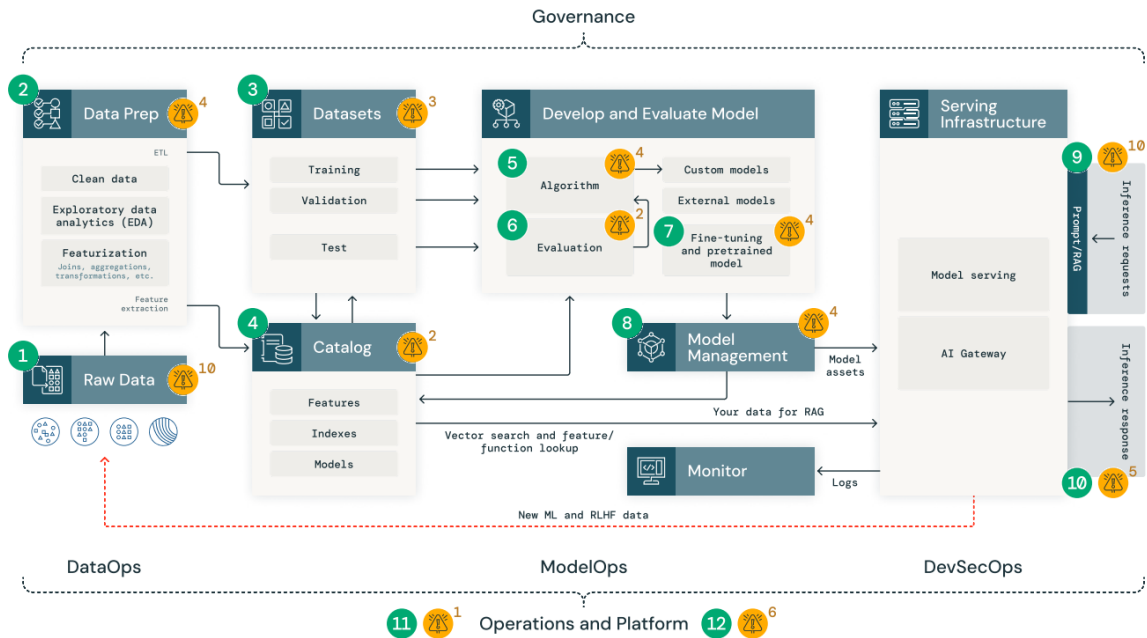 Governance
2
Data Prep
4
ETL
Clean data
Exploratory data
analytics (EDA)
Featurization
Joins, aggregations,
transformations, etc.
Feature
extraction
1
Raw Data
10
3
Datasets
3
Training
Validation
Test
4
Catalog
2
Features
Indexes
Models
Develop and Evaluate Model
5
4
Algorithm
6
2
Evaluation
Custom models
External models
7
4
Fine-tuning
and pretrained
model
8
Model
Management
4
Model
assets
Your data for RAG
Vector search and feature/
function lookup
Monitor
Logs
New ML and RLHF data
Serving
Infrastructure
Model serving
AI Gateway
9
10
Prompt/RAG
Inference requests
Inference response
10
5
DataOps
ModelOps
DevSecOps
11
1
Operations and Platform
12
6